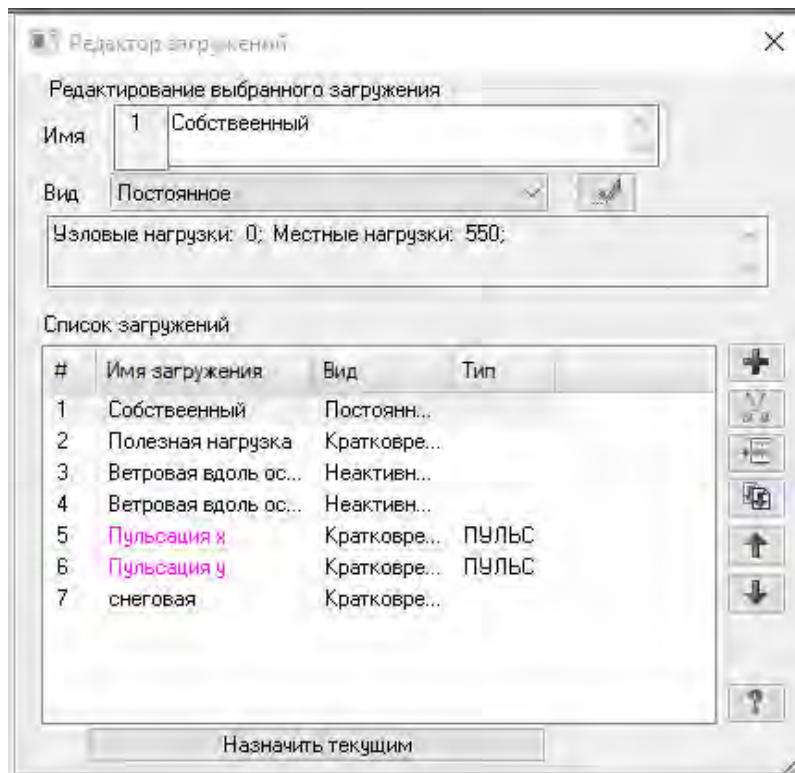 Редактор загружений
Редактирование выбранного загружения
Имя 1 Собствеенный
Вид Постоянное
Узловые нагрузки: 0; Местные нагрузки: 550;
Список загружений
# Имя загружения Вид Тип
1 Собствеенный Постоянн...
2 Полезная нагрузка Кратковре...
3 Ветровая вдоль ос... Неактивн...
4 Ветровая вдоль ос... Неактивн...
5 Пульсация x Кратковре... ПУЛЬС
6 Пульсация y Кратковре... ПУЛЬС
7 снеговая Кратковре...
Назначить текущим